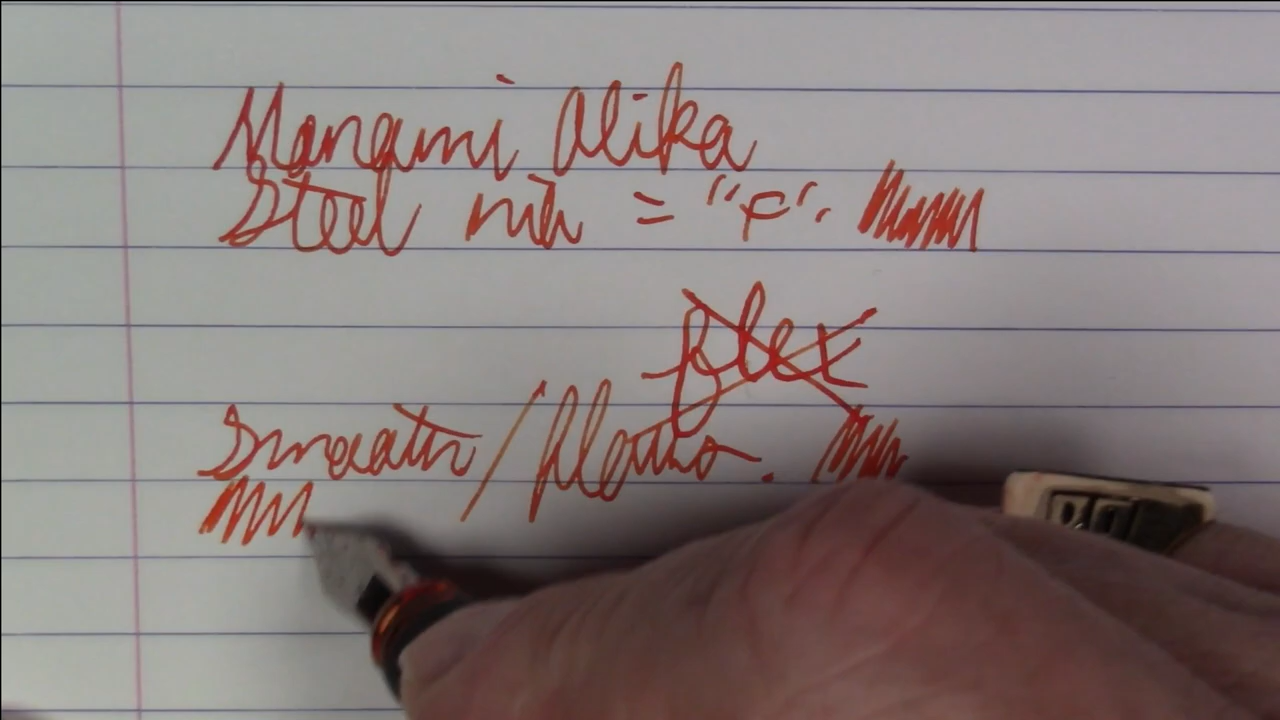 Manami Alika
Steel nib = "F".
flex
Smooth /